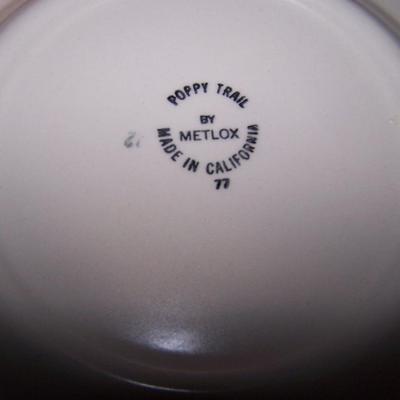 POPPY TRAIL
BY
METLOX
MADE IN CALIFORNIA
77